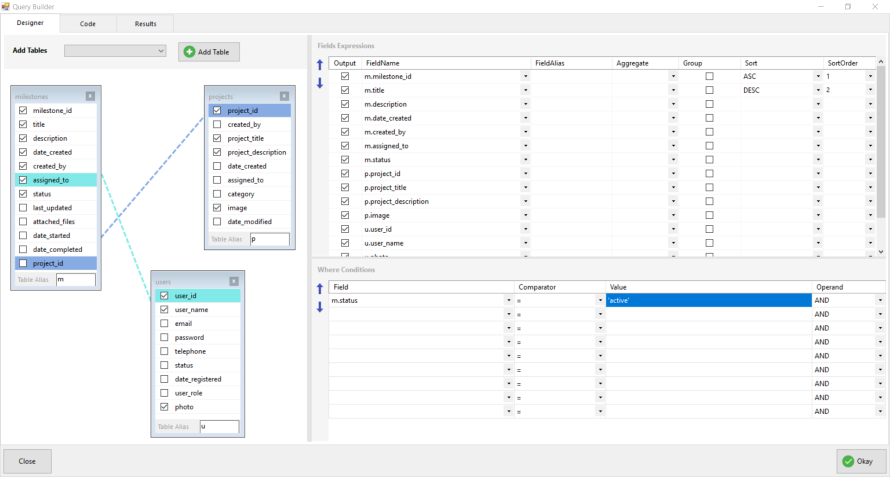 Query Builder
Designer Code Results
Add Tables Add Table
milestones x
milestone_id
title
description
date_created
created_by
assigned_to
status
last_updated
attached_files
date_started
date_completed
project_id
Table Alias m
projects x
project_id
created_by
project_title
project_description
date_created
assigned_to
category
image
date_modified
Table Alias p
users x
user_id
user_name
email
password
telephone
status
date_registered
user_role
photo
Table Alias u
Fields Expressions
Output FieldName FieldAlias Aggregate Group Sort SortOrder
m.milestone_id ASC 1
m.title DESC 2
m.description
m.date_created
m.created_by
m.assigned_to
m.status
p.project_id
p.project_title
p.project_description
p.image
u.user_id
u.user_name
u.photo
Where Conditions
Field Comparator Value Operand
m.status = 'active' AND
= AND
= AND
= AND
= AND
= AND
= AND
= AND
= AND
Close Okay